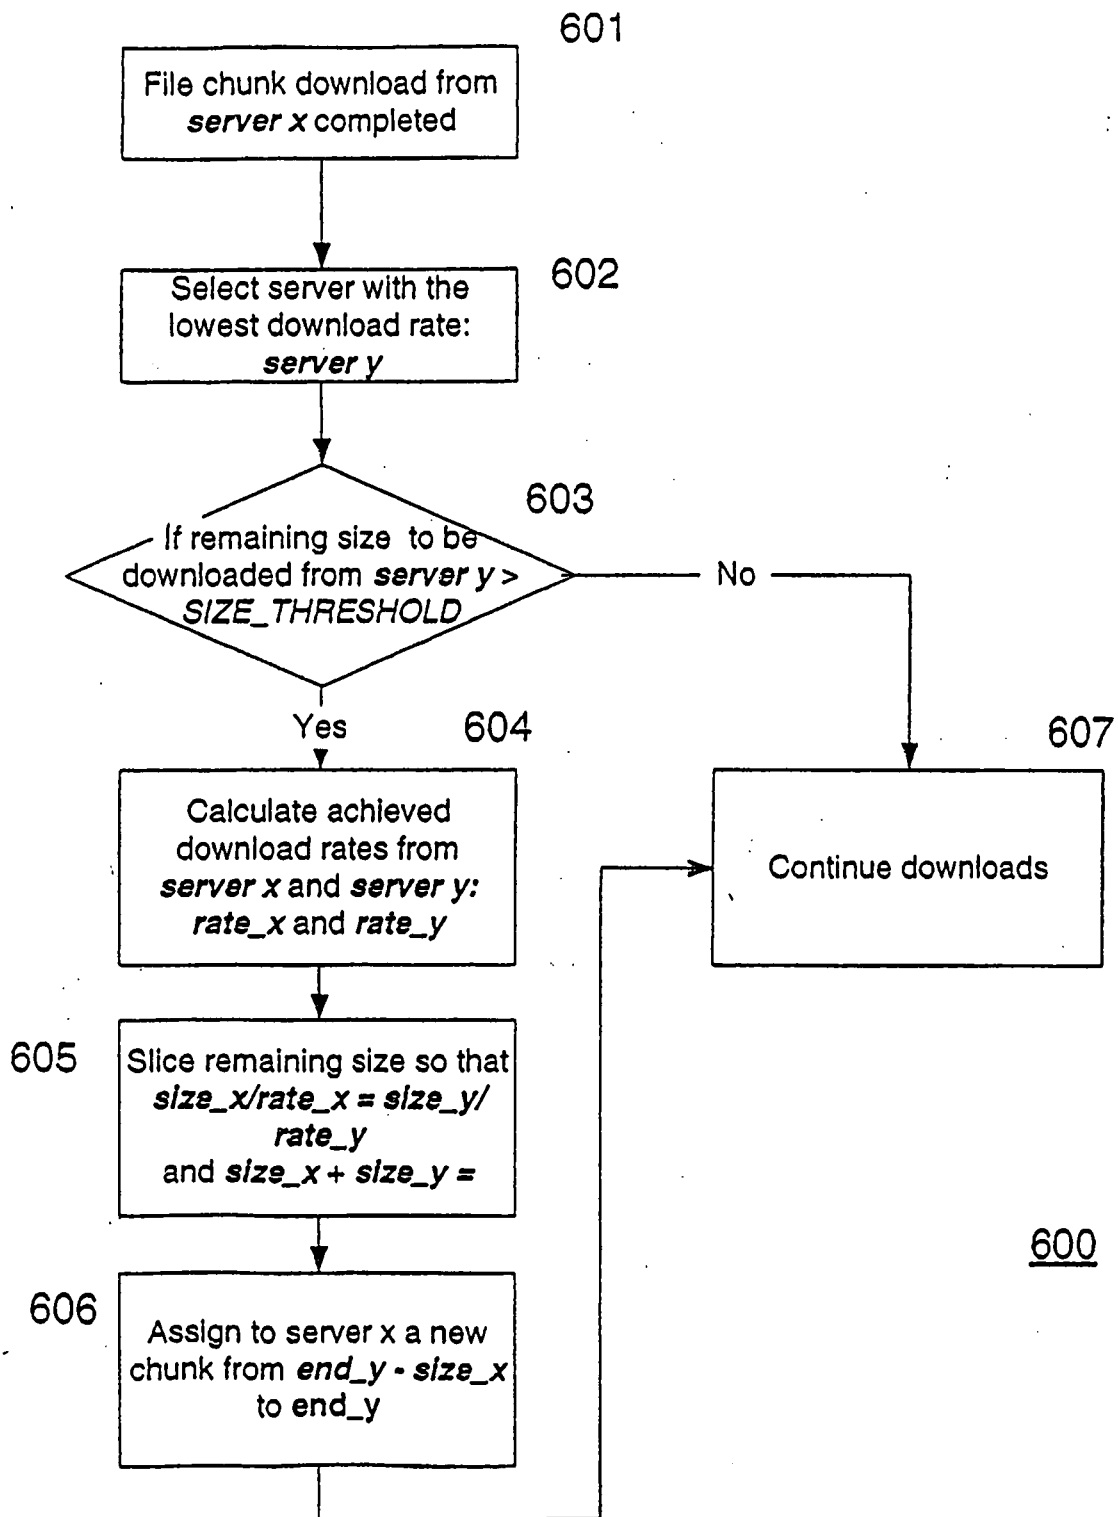 601
File chunk download from
server x completed
602
Select server with the
lowest download rate:
server y
603
If remaining size to be
downloaded from server y >
SIZE_THRESHOLD
No
Yes
604
Calculate achieved
download rates from
server x and server y:
rate_x and rate_y
607
Continue downloads
605
Slice remaining size so that
size_x/rate_x = size_y/
rate_y
and size_x + size_y =
600
606
Assign to server x a new
chunk from end_y - size_x
to end_y